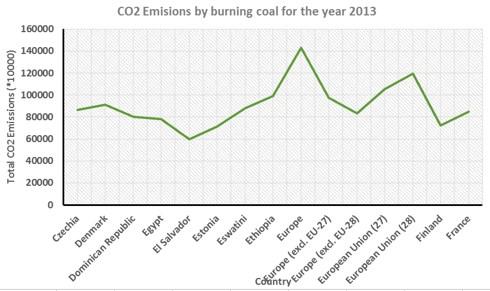 CO2 Emisions by burning coal for the year 2013
Total CO2 Emissions (*10000)
160000
140000
120000
100000
80000
60000
40000
20000
0
Czechia
Denmark
Dominican Republic
Egypt
El Salvador
Estonia
Eswatini
Ethiopia
Europe
Europe (excl. EU-27)
Europe (excl. EU-28)
European Union (27)
European Union (28)
Finland
France
Country